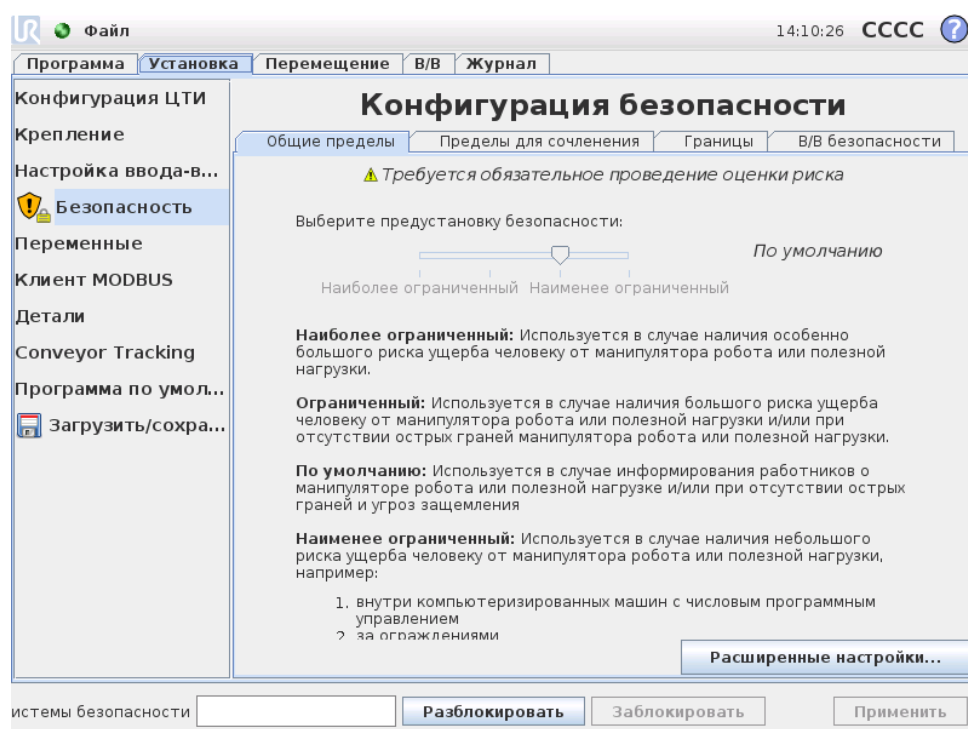 UR Файл 14:10:26 CCCC ?
Программа Установка Перемещение В/В Журнал
Конфигурация ЦТИ
Крепление
Настройка ввода-в...
Безопасность
Переменные
Клиент MODBUS
Детали
Conveyor Tracking
Программа по умол...
Загрузить/сохра...
Конфигурация безопасности
Общие пределы Пределы для сочленения Границы В/В безопасности
Требуется обязательное проведение оценки риска
Выберите предустановку безопасности:
По умолчанию
Наиболее ограниченный Наименее ограниченный
Наиболее ограниченный: Используется в случае наличия особенно
большого риска ущерба человеку от манипулятора робота или полезной
нагрузки.
Ограниченный: Используется в случае наличия большого риска ущерба
человеку от манипулятора робота или полезной нагрузки и/или при
отсутствии острых граней манипулятора робота или полезной нагрузки.
По умолчанию: Используется в случае информирования работников о
манипуляторе робота или полезной нагрузке и/или при отсутствии острых
граней и угроз защемления
Наименее ограниченный: Используется в случае наличия небольшого
риска ущерба человеку от манипулятора робота или полезной нагрузки,
например:
1. внутри компьютеризированных машин с числовым программным
управлением
2. за ограждениями
Расширенные настройки...
истемы безопасности Разблокировать Заблокировать Применить